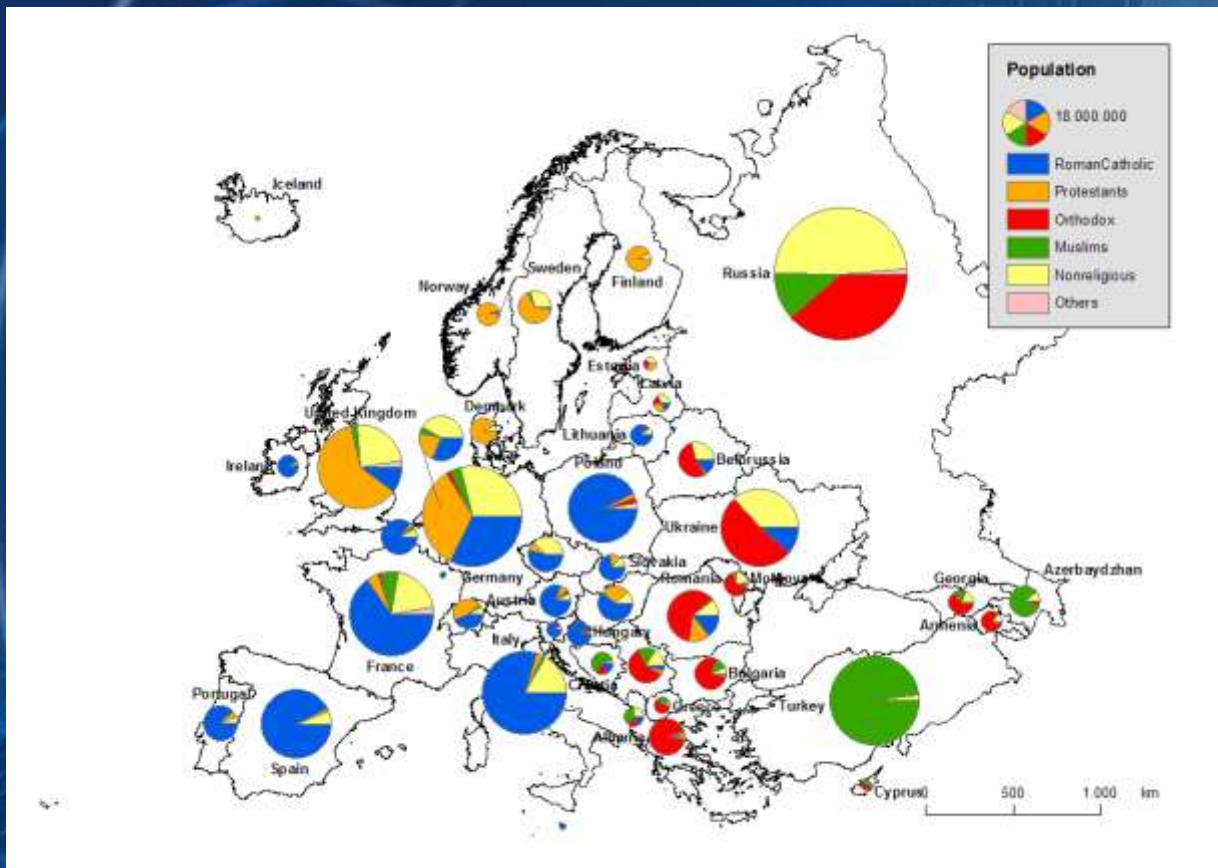 Population
18.000.000
RomanCatholic
Protestants
Orthodox
Muslims
Nonreligious
Others
Iceland
Russia
Sweden
Finland
Norway
Estonia
Latvia
Denmark
United Kingdom
Lithuania
Ireland
Poland
Belorussia
Ukraine
Slovakia
Germany
Romania
Georgia
Azerbaydzhan
Austria
Armenia
Hungary
Italy
France
Croatia
Bulgaria
Portugal
Greece
Turkey
Albania
Spain
Cyprus
0 500 1.000 km